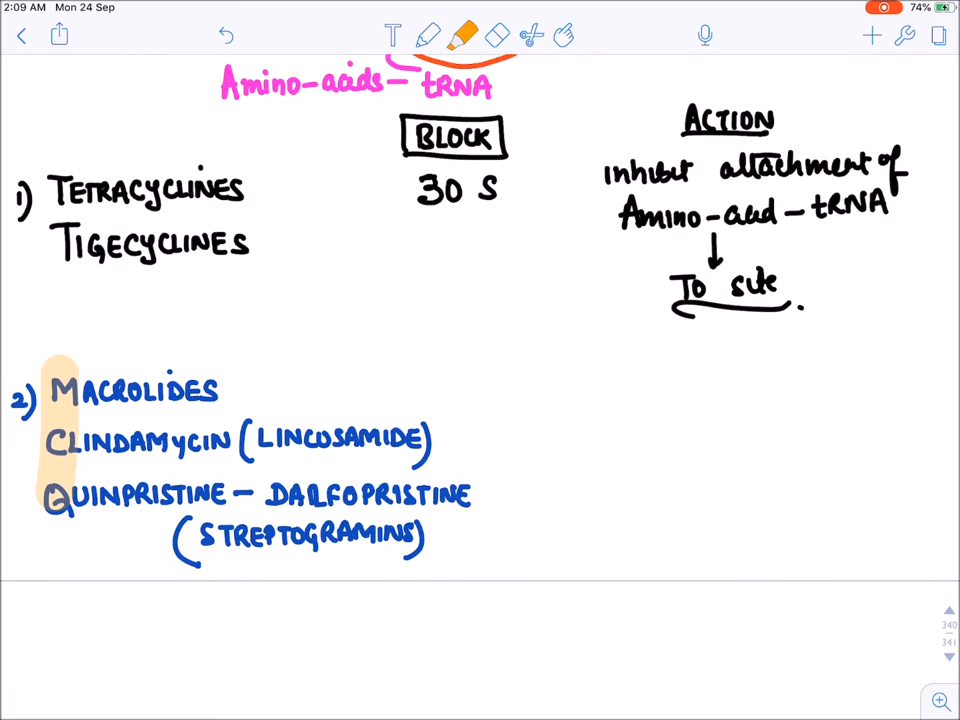 2:09 AM Mon 24 Sep
74%
T
Amino-acids - tRNA
BLOCK
ACTION
1) TETRACYCLINES
30 S
Inhibit attachment of
Amino-acid - tRNA
TIGECYCLINES
To site.
2) MACROLIDES
CLINDAMYCIN (LINCOSAMIDE)
QUINPRISTINE - DALFOPRISTINE
(STREPTOGRAMINS)
340
341